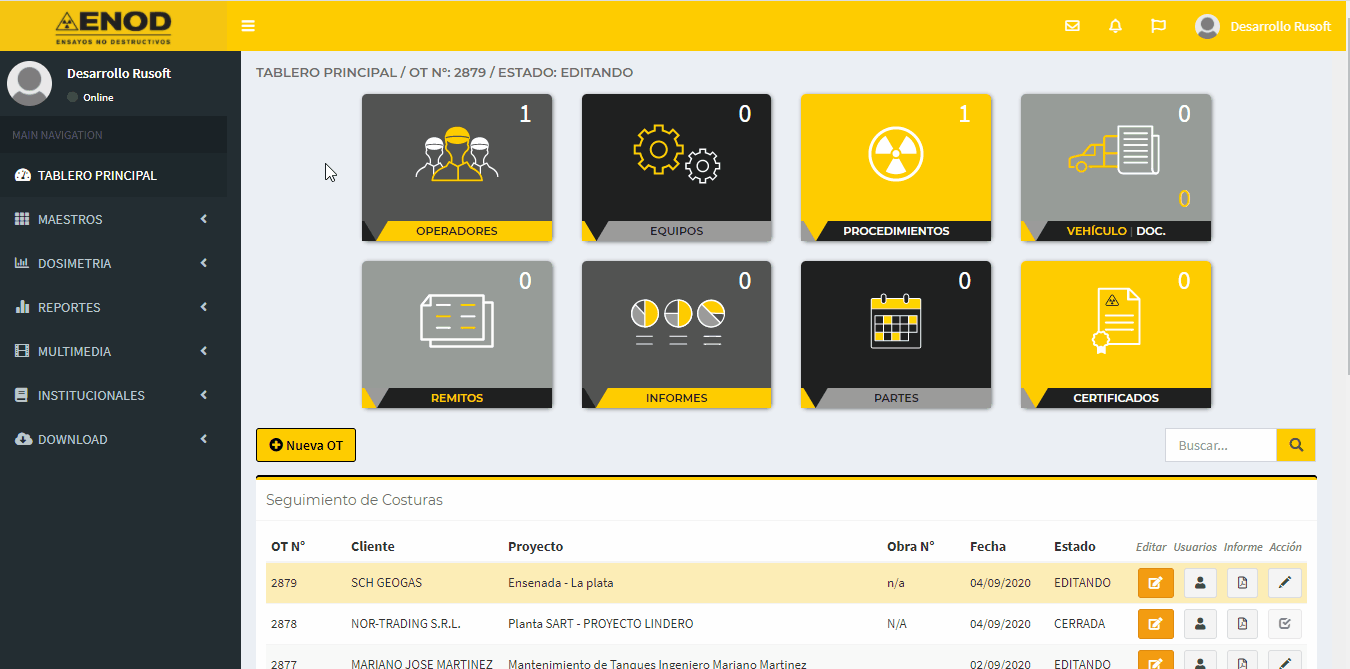 ENOD
ENSAYOS NO DESTRUCTIVOS
Desarrollo Rusoft
Desarrollo Rusoft
Online
MAIN NAVIGATION
TABLERO PRINCIPAL
MAESTROS
DOSIMETRIA
REPORTES
MULTIMEDIA
INSTITUCIONALES
DOWNLOAD
TABLERO PRINCIPAL / OT N°: 2879 / ESTADO: EDITANDO
1
OPERADORES
0
EQUIPOS
1
PROCEDIMIENTOS
0
0
VEHÍCULO | DOC.
0
REMITOS
0
INFORMES
0
PARTES
0
CERTIFICADOS
Nueva OT
Buscar...
Seguimiento de Costuras
OT N° Cliente Proyecto Obra N° Fecha Estado Editar Usuarios Informe Acción
2879 SCH GEOGAS Ensenada - La plata n/a 04/09/2020 EDITANDO
2878 NOR-TRADING S.R.L. Planta SART - PROYECTO LINDERO N/A 04/09/2020 CERRADA
2877 MARIANO JOSE MARTINEZ Mantenimiento de Tanques Ingeniero Mariano Martinez 02/09/2020 EDITANDO